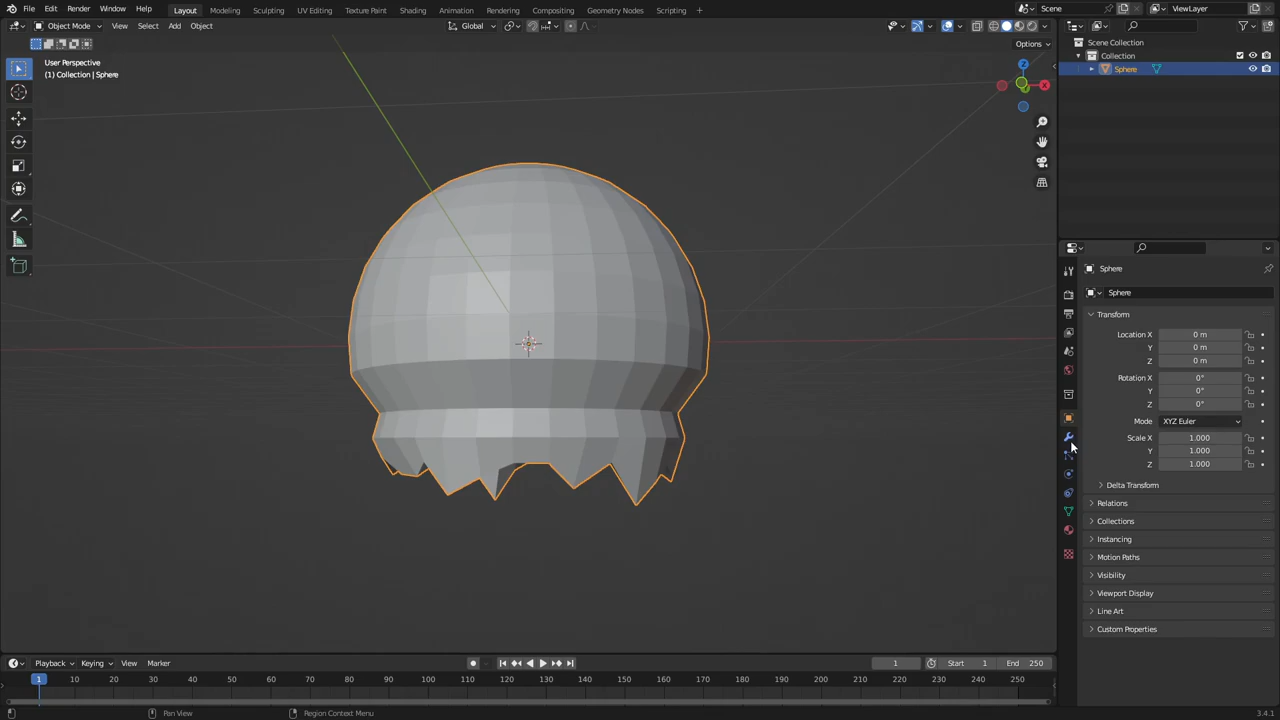 File Edit Render Window Help Layout Modeling Sculpting UV Editing Texture Paint Shading Animation Rendering Compositing Geometry Nodes Scripting + Scene ViewLayer
Object Mode View Select Add Object Global
Options
User Perspective
(1) Collection | Sphere
Z
X
Y
Scene Collection
Collection
Sphere
Sphere
Sphere
Transform
Location X 0 m
Y 0 m
Z 0 m
Rotation X 0°
Y 0°
Z 0°
Mode XYZ Euler
Scale X 1.000
Y 1.000
Z 1.000
Delta Transform
Relations
Collections
Instancing
Motion Paths
Visibility
Viewport Display
Line Art
Custom Properties
Playback Keying View Marker 1 Start 1 End 250
1 10 20 30 40 50 60 70 80 90 100 110 120 130 140 150 160 170 180 190 200 210 220 230 240 250
Pan View Region Context Menu 3.4.1